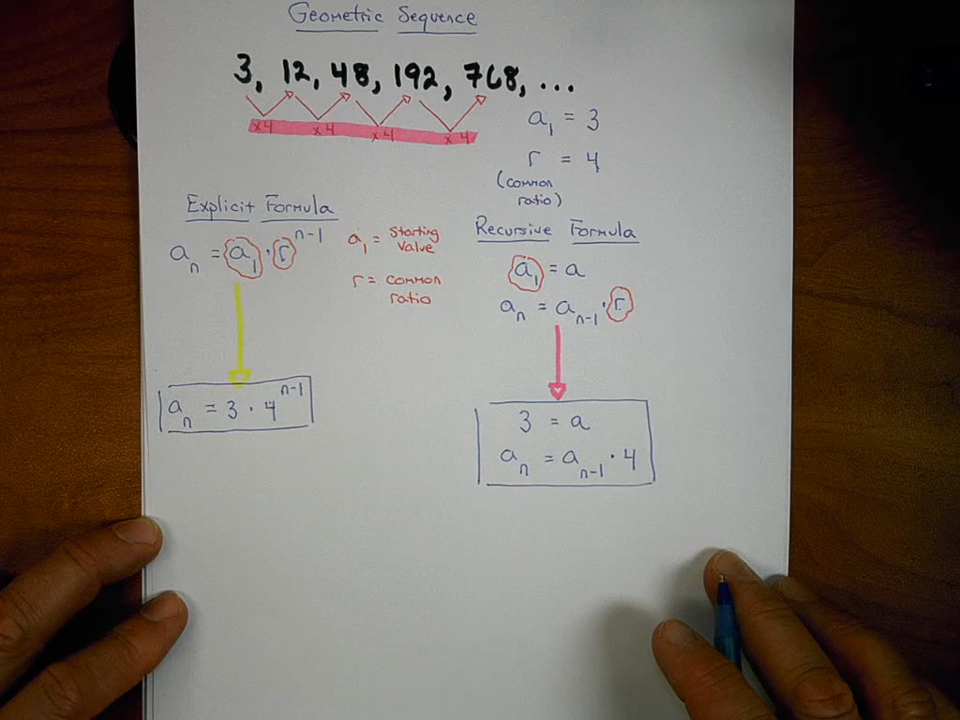 Geometric Sequence
3, 12, 48, 192, 768, ...
x4 x4 x4 x4
a₁ = 3
r = 4
(common
ratio)
Explicit Formula
aₙ = a₁ · rⁿ⁻¹
a₁ = Starting
Value
r = common
ratio
aₙ = 3 · 4ⁿ⁻¹
Recursive Formula
a₁ = a
aₙ = aₙ₋₁ · r
3 = a
aₙ = aₙ₋₁ · 4